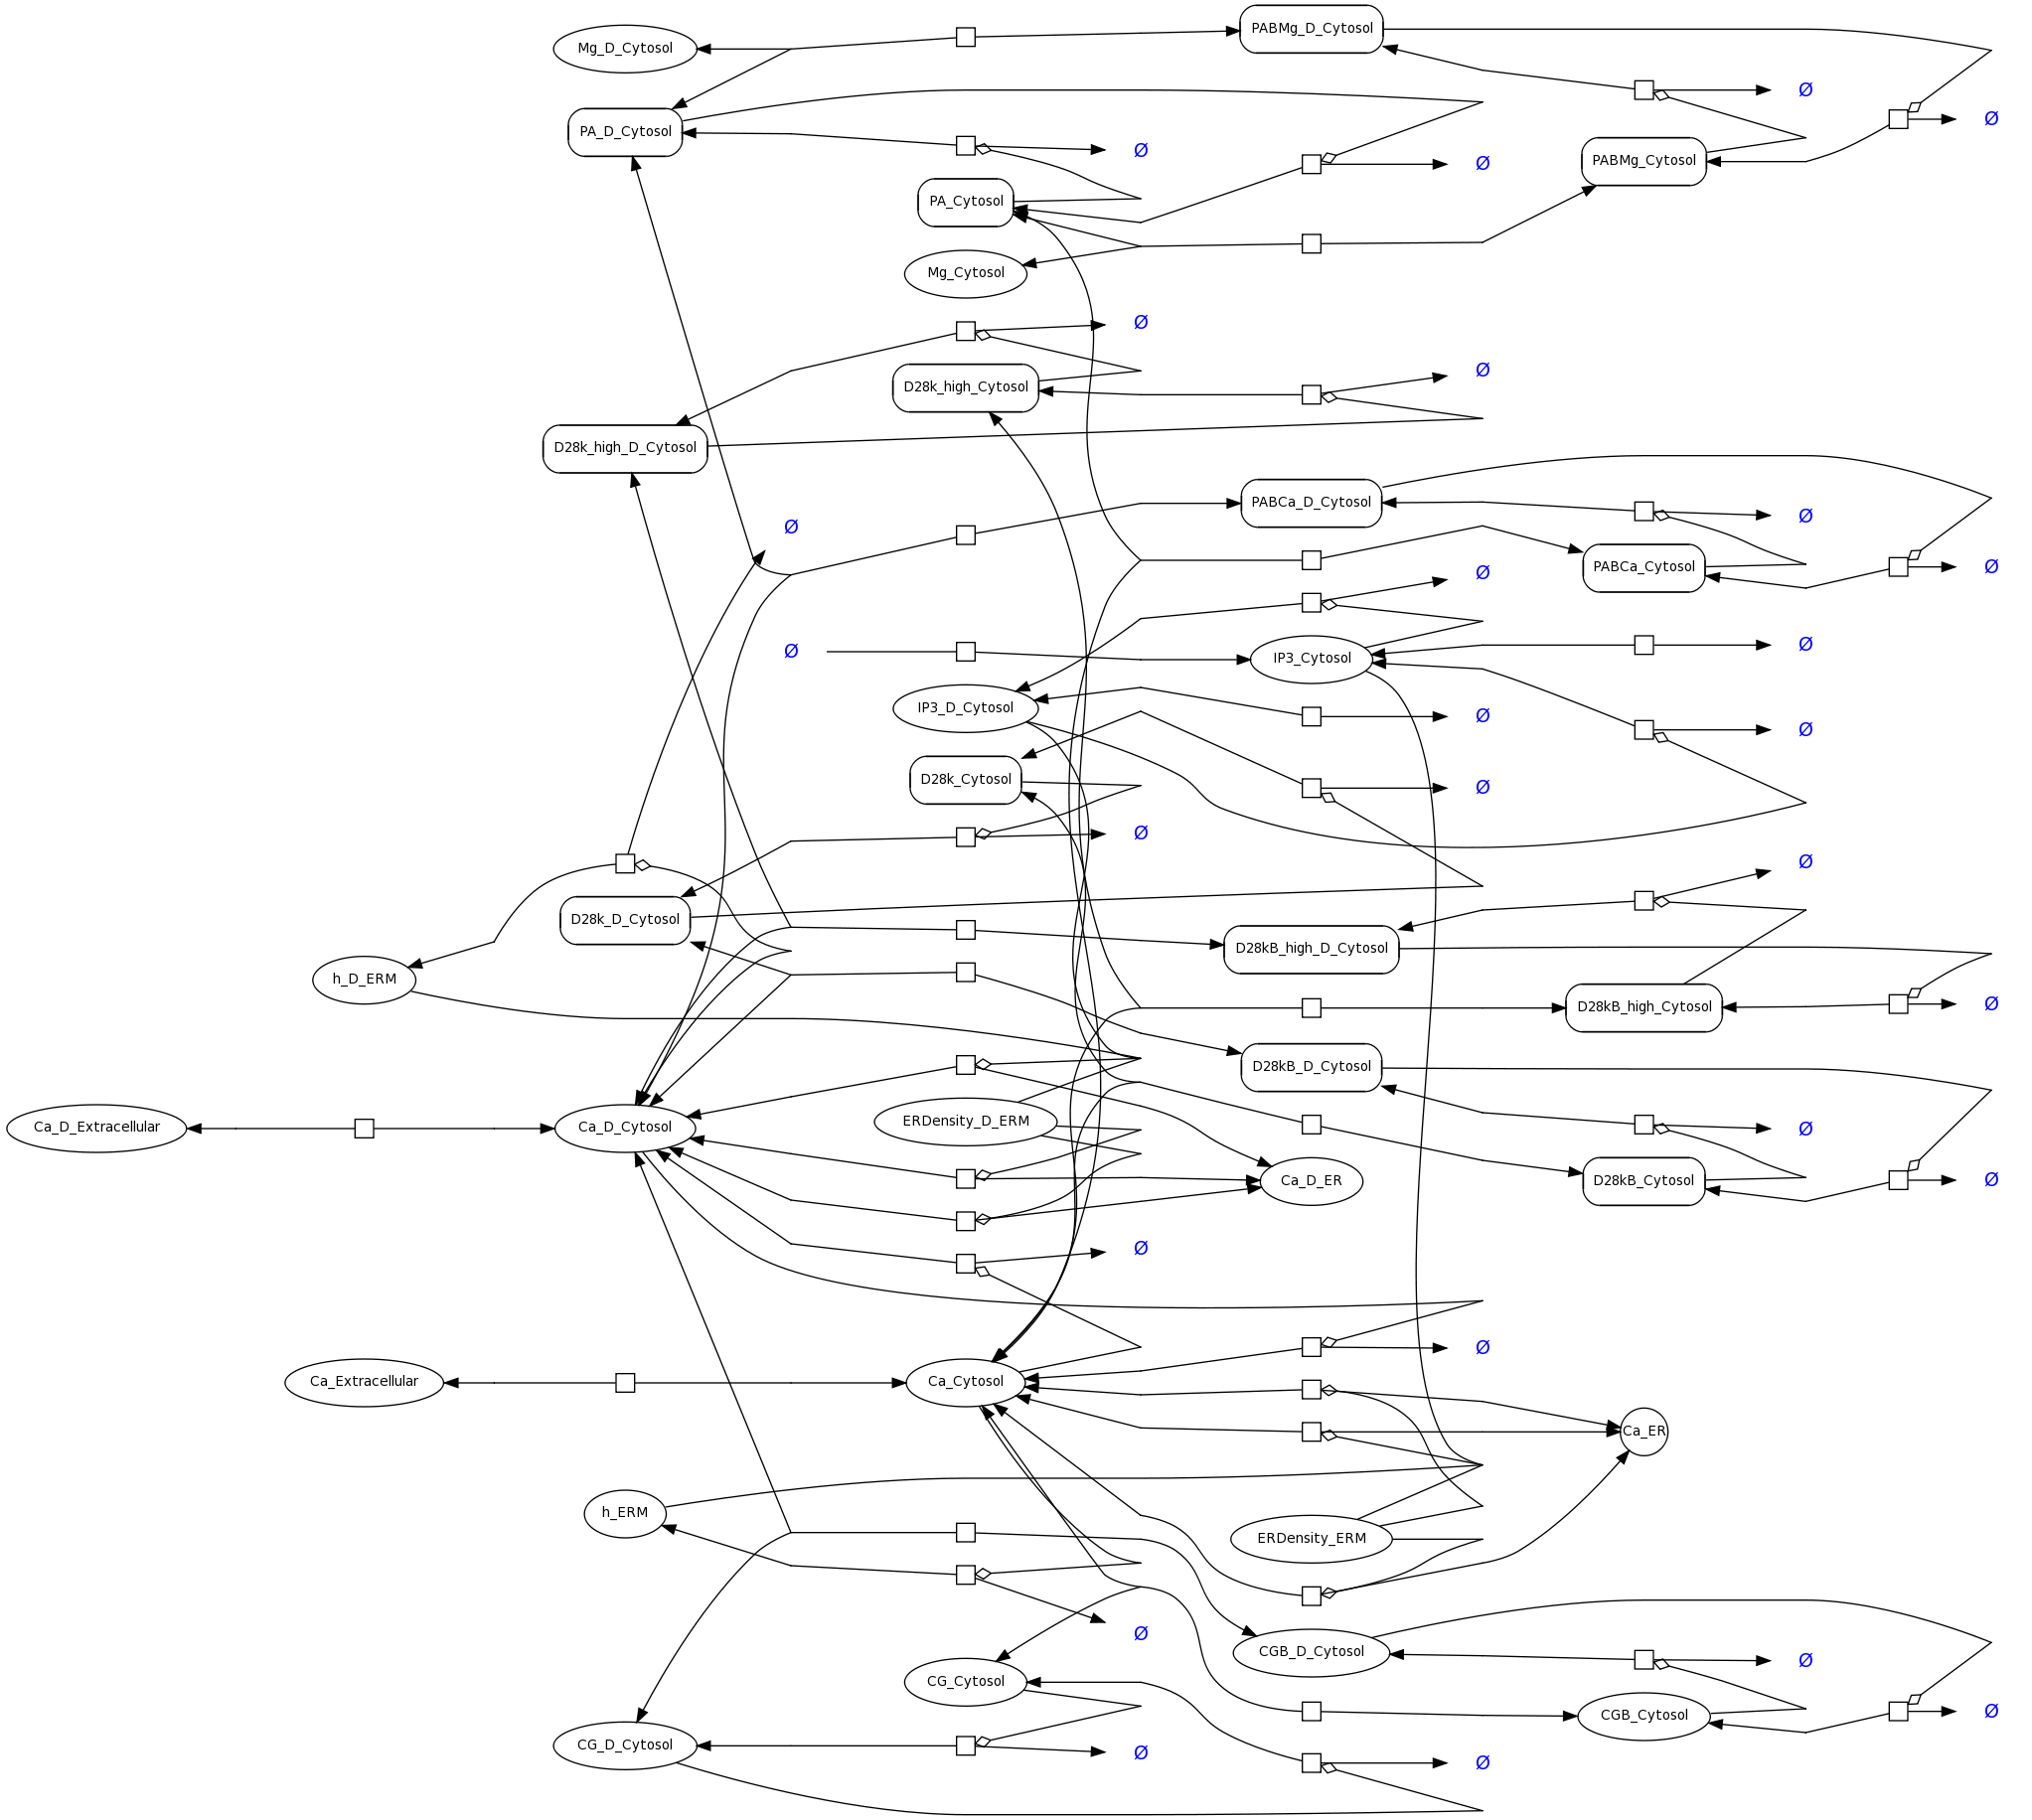 PABMg_D_Cytosol
Mg_D_Cytosol
Ø
Ø
PA_D_Cytosol
Ø
PABMg_Cytosol
Ø
PA_Cytosol
Mg_Cytosol
Ø
Ø
D28k_high_Cytosol
D28k_high_D_Cytosol
PABCa_D_Cytosol
Ø
Ø
PABCa_Cytosol
Ø
Ø
Ø
IP3_Cytosol
Ø
IP3_D_Cytosol
Ø
Ø
D28k_Cytosol
Ø
Ø
Ø
D28k_D_Cytosol
D28kB_high_D_Cytosol
h_D_ERM
D28kB_high_Cytosol
Ø
D28kB_D_Cytosol
ERDensity_D_ERM
Ca_D_Extracellular
Ca_D_Cytosol
Ø
Ca_D_ER
D28kB_Cytosol
Ø
Ø
Ø
Ca_Extracellular
Ca_Cytosol
Ca_ER
h_ERM
ERDensity_ERM
Ø
CGB_D_Cytosol
Ø
CG_Cytosol
CGB_Cytosol
Ø
CG_D_Cytosol
Ø
Ø